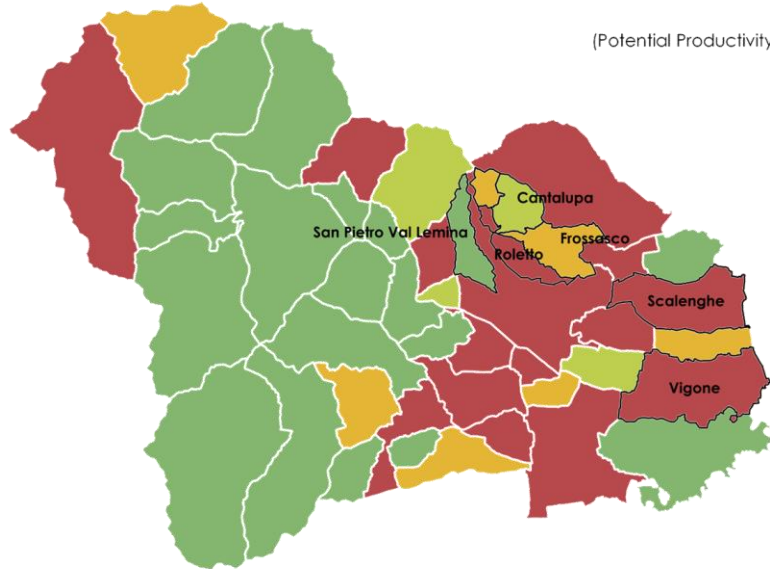 (Potential Productivity
Cantalupa
San Pietro Val Lemina
Frossasco
Roletto
Scalenghe
Vigone